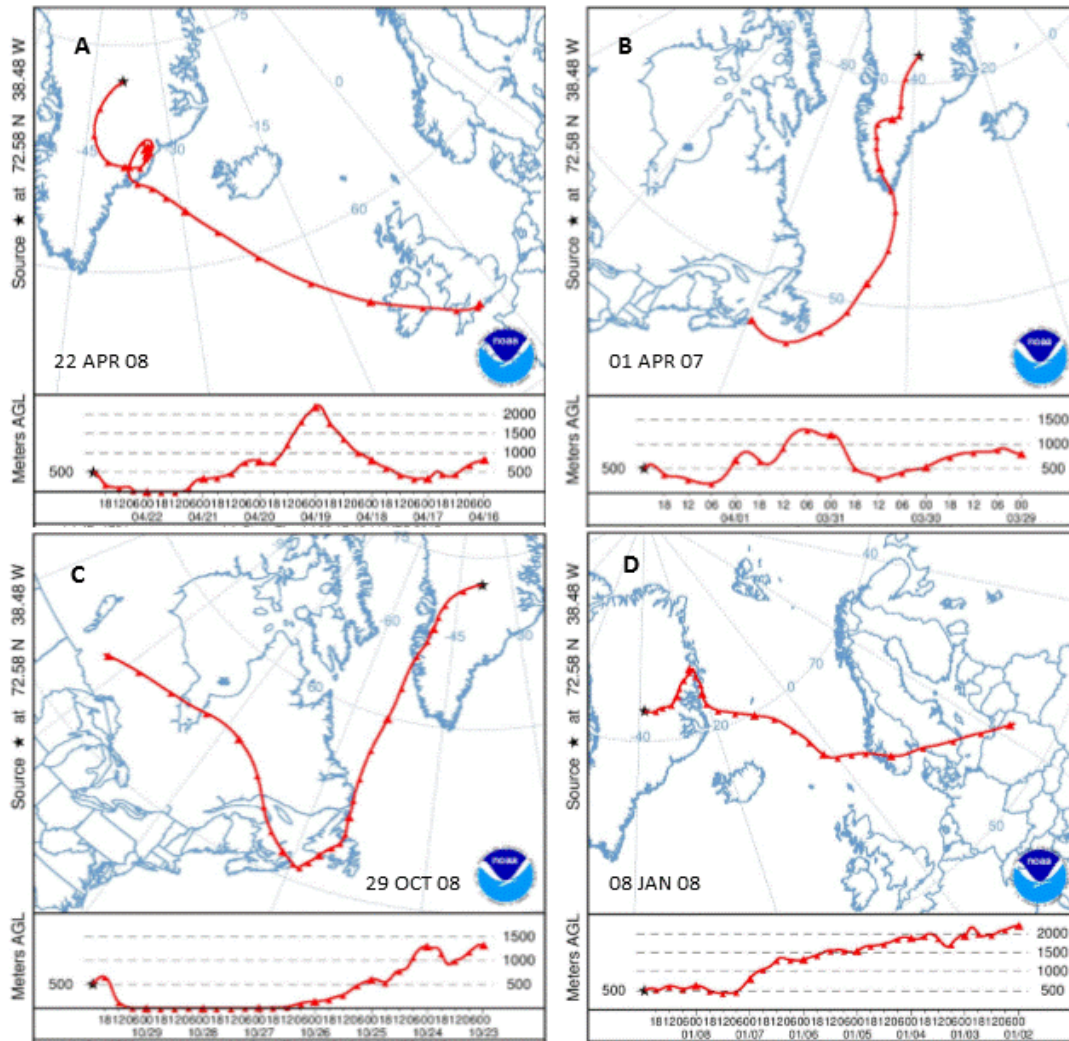 A
Source ★ at 72.58 N 38.48 W
75
0
-15
-30
-45
60
22 APR 08
noaa
Meters AGL
2000
1500
1000
500
500
181206001812060018120600181206001812060018120600
04/22 04/21 04/20 04/19 04/18 04/17 04/16
B
Source ★ at 72.58 N 38.48 W
0
-50
-40
-20
50
01 APR 07
noaa
Meters AGL
1500
1000
500
500
18 12 06 00 18 12 06 00 18 12 06 00 18 12 06 00
04/01 03/31 03/30 03/29
C
Source ★ at 72.58 N 38.48 W
75
-60
-45
-30
60
29 OCT 08
noaa
Meters AGL
1500
1000
500
500
10/29 10/28 10/27 10/26 10/25 10/24 10/23
D
Source ★ at 72.58 N 38.48 W
40
70
0
-20
-40
50
08 JAN 08
noaa
Meters AGL
2000
1500
1000
500
500
01/08 01/07 01/06 01/05 01/04 01/03 01/02